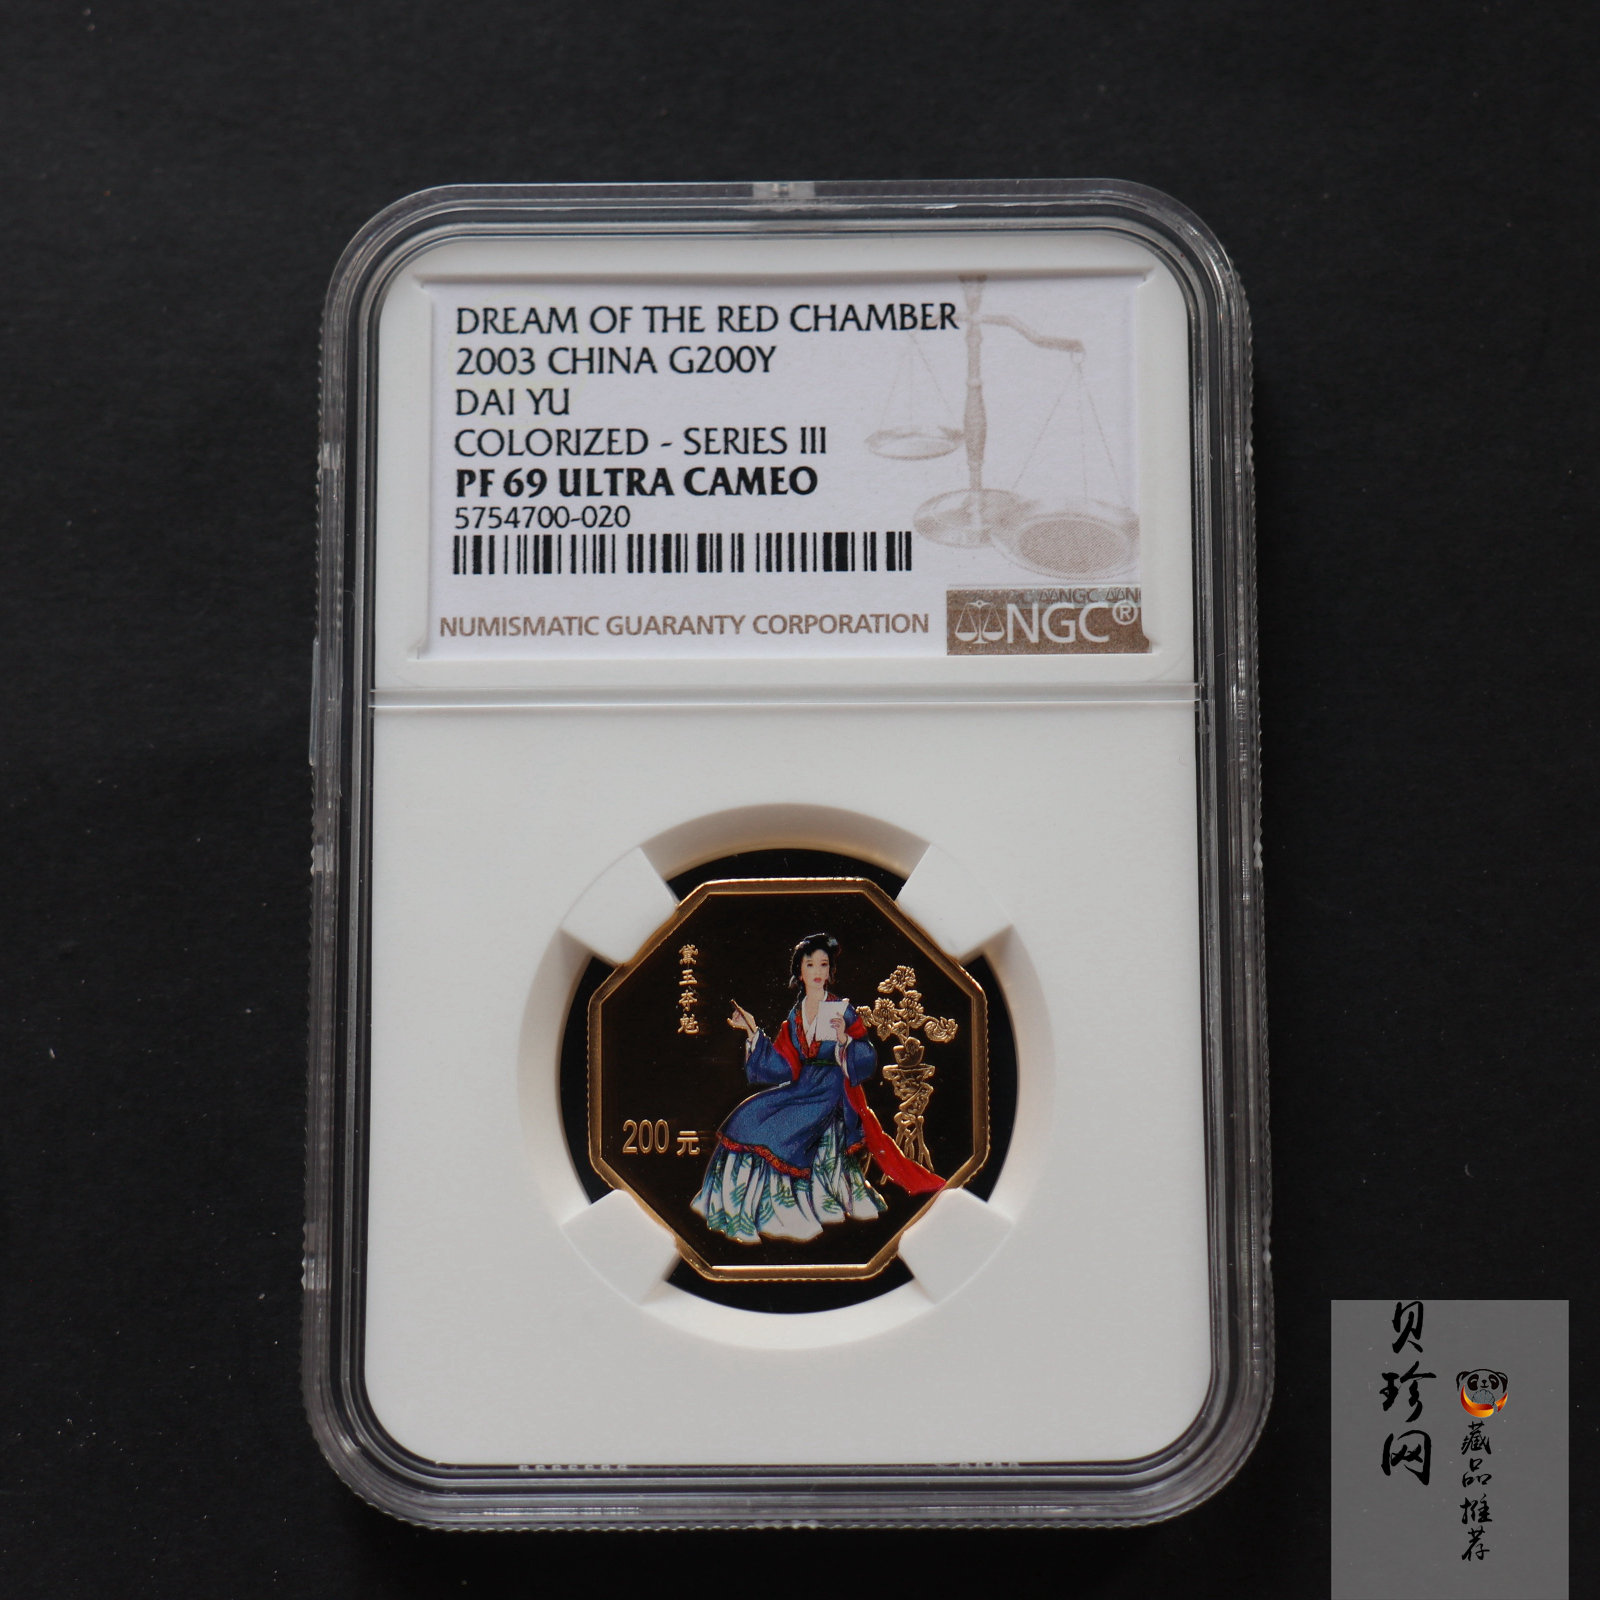 DREAM OF THE RED CHAMBER
2003 CHINA G200Y
DAI YU
COLORIZED - SERIES III
PF 69 ULTRA CAMEO
5754700-020
NUMISMATIC GUARANTY CORPORATION
NGC®
黛玉夺魁
200元
贝珍网
藏品推荐